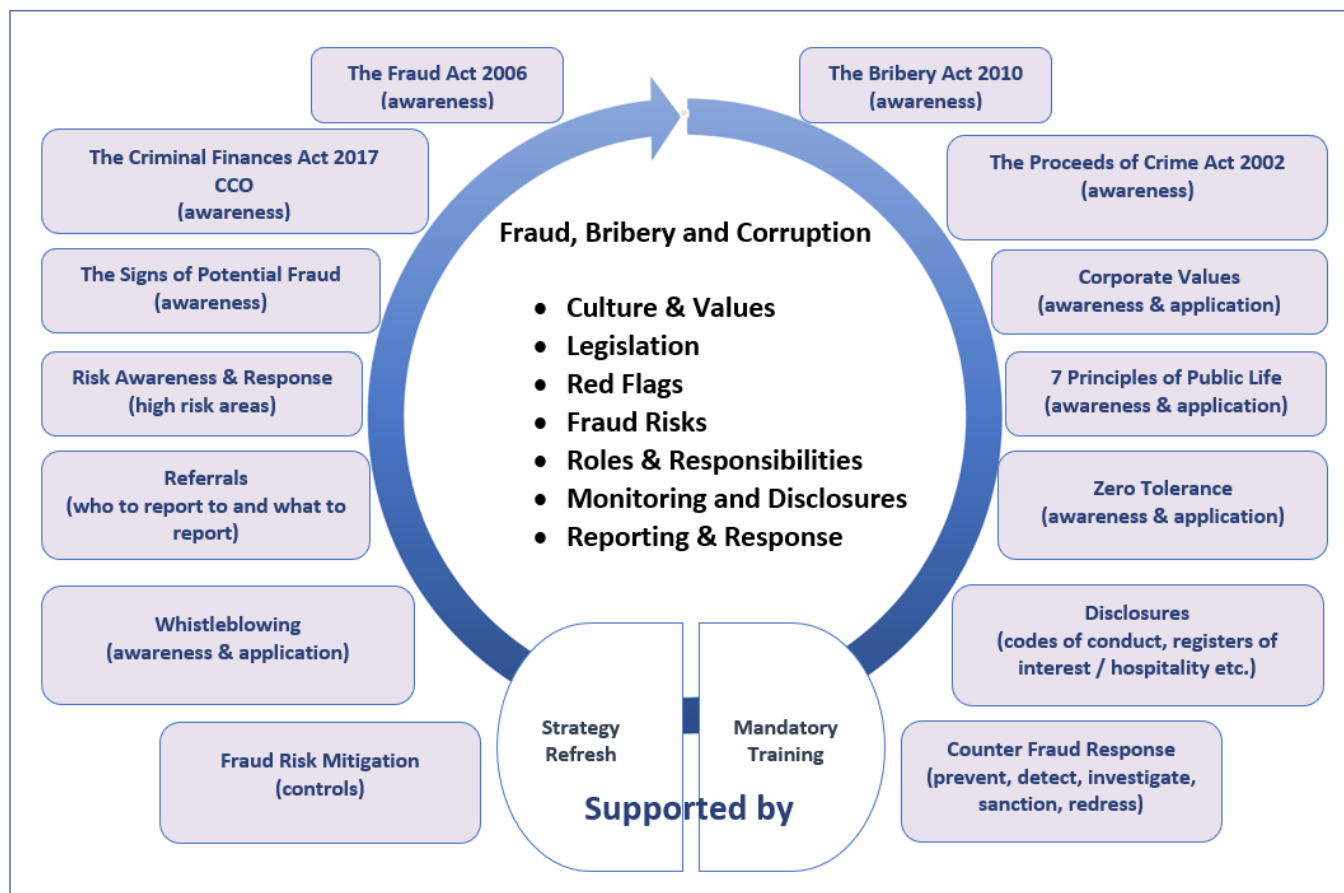 The Fraud Act 2006
(awareness)
The Bribery Act 2010
(awareness)
The Criminal Finances Act 2017
CCO
(awareness)
The Proceeds of Crime Act 2002
(awareness)
The Signs of Potential Fraud
(awareness)
Corporate Values
(awareness & application)
Risk Awareness & Response
(high risk areas)
7 Principles of Public Life
(awareness & application)
Referrals
(who to report to and what to
report)
Zero Tolerance
(awareness & application)
Whistleblowing
(awareness & application)
Disclosures
(codes of conduct, registers of
interest / hospitality etc.)
Fraud Risk Mitigation
(controls)
Counter Fraud Response
(prevent, detect, investigate,
sanction, redress)
Fraud, Bribery and Corruption
• Culture & Values
• Legislation
• Red Flags
• Fraud Risks
• Roles & Responsibilities
• Monitoring and Disclosures
• Reporting & Response
Strategy
Refresh
Mandatory
Training
Supported by